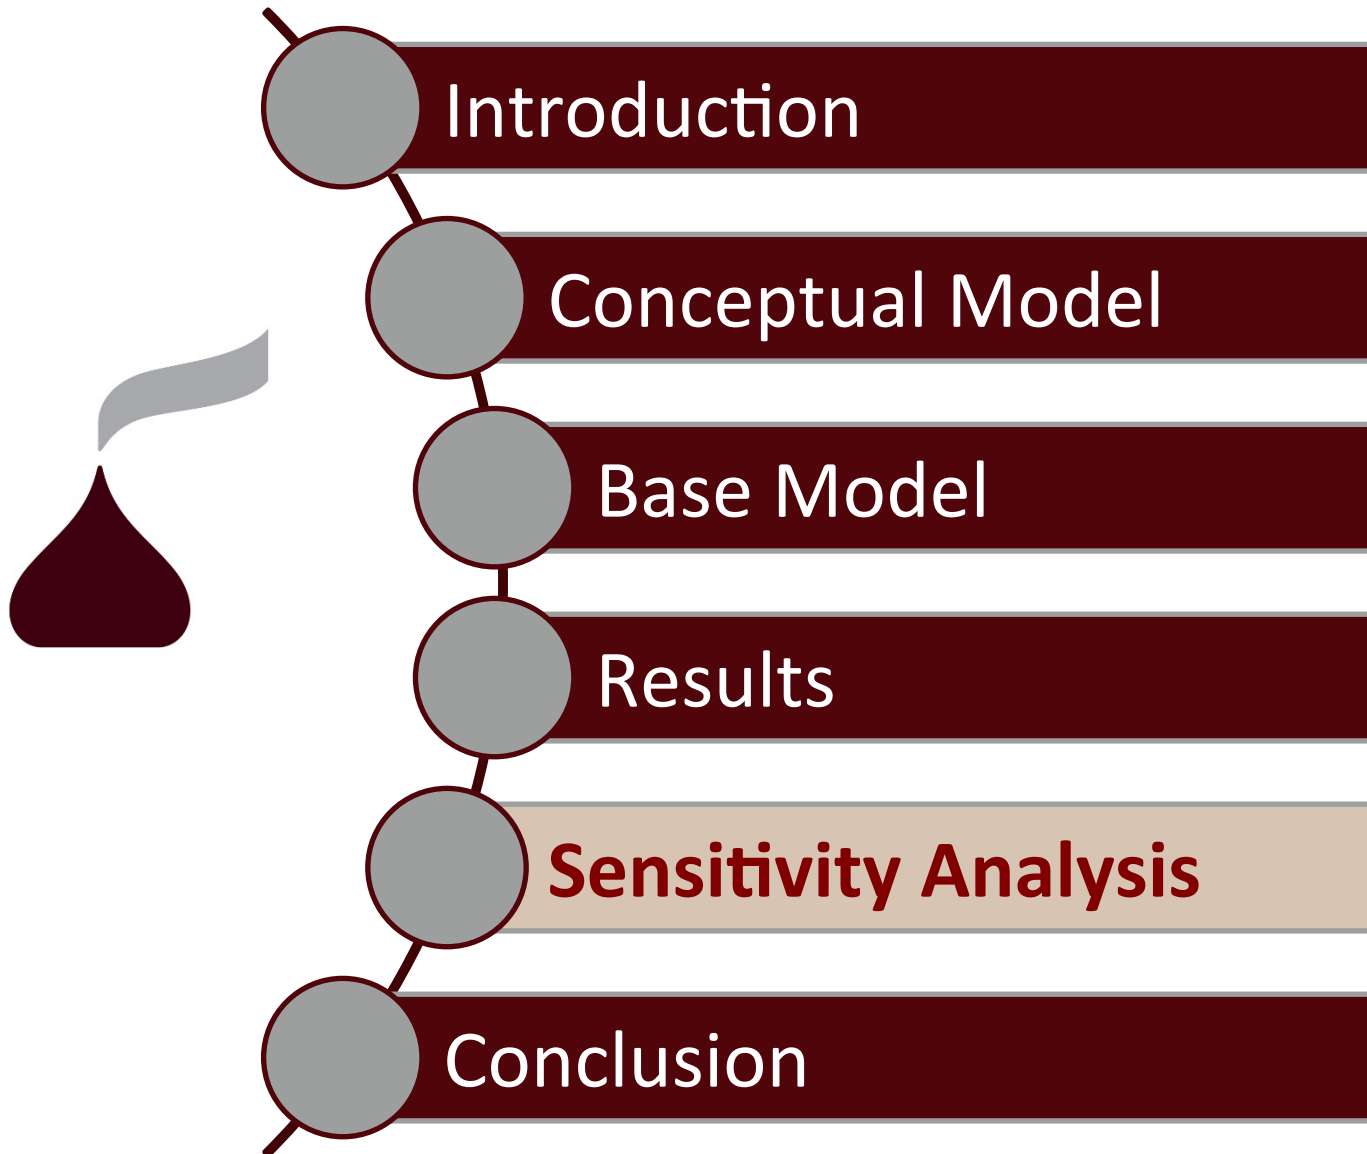 Introduction
Conceptual Model
Base Model
Results
Sensitivity Analysis
Conclusion